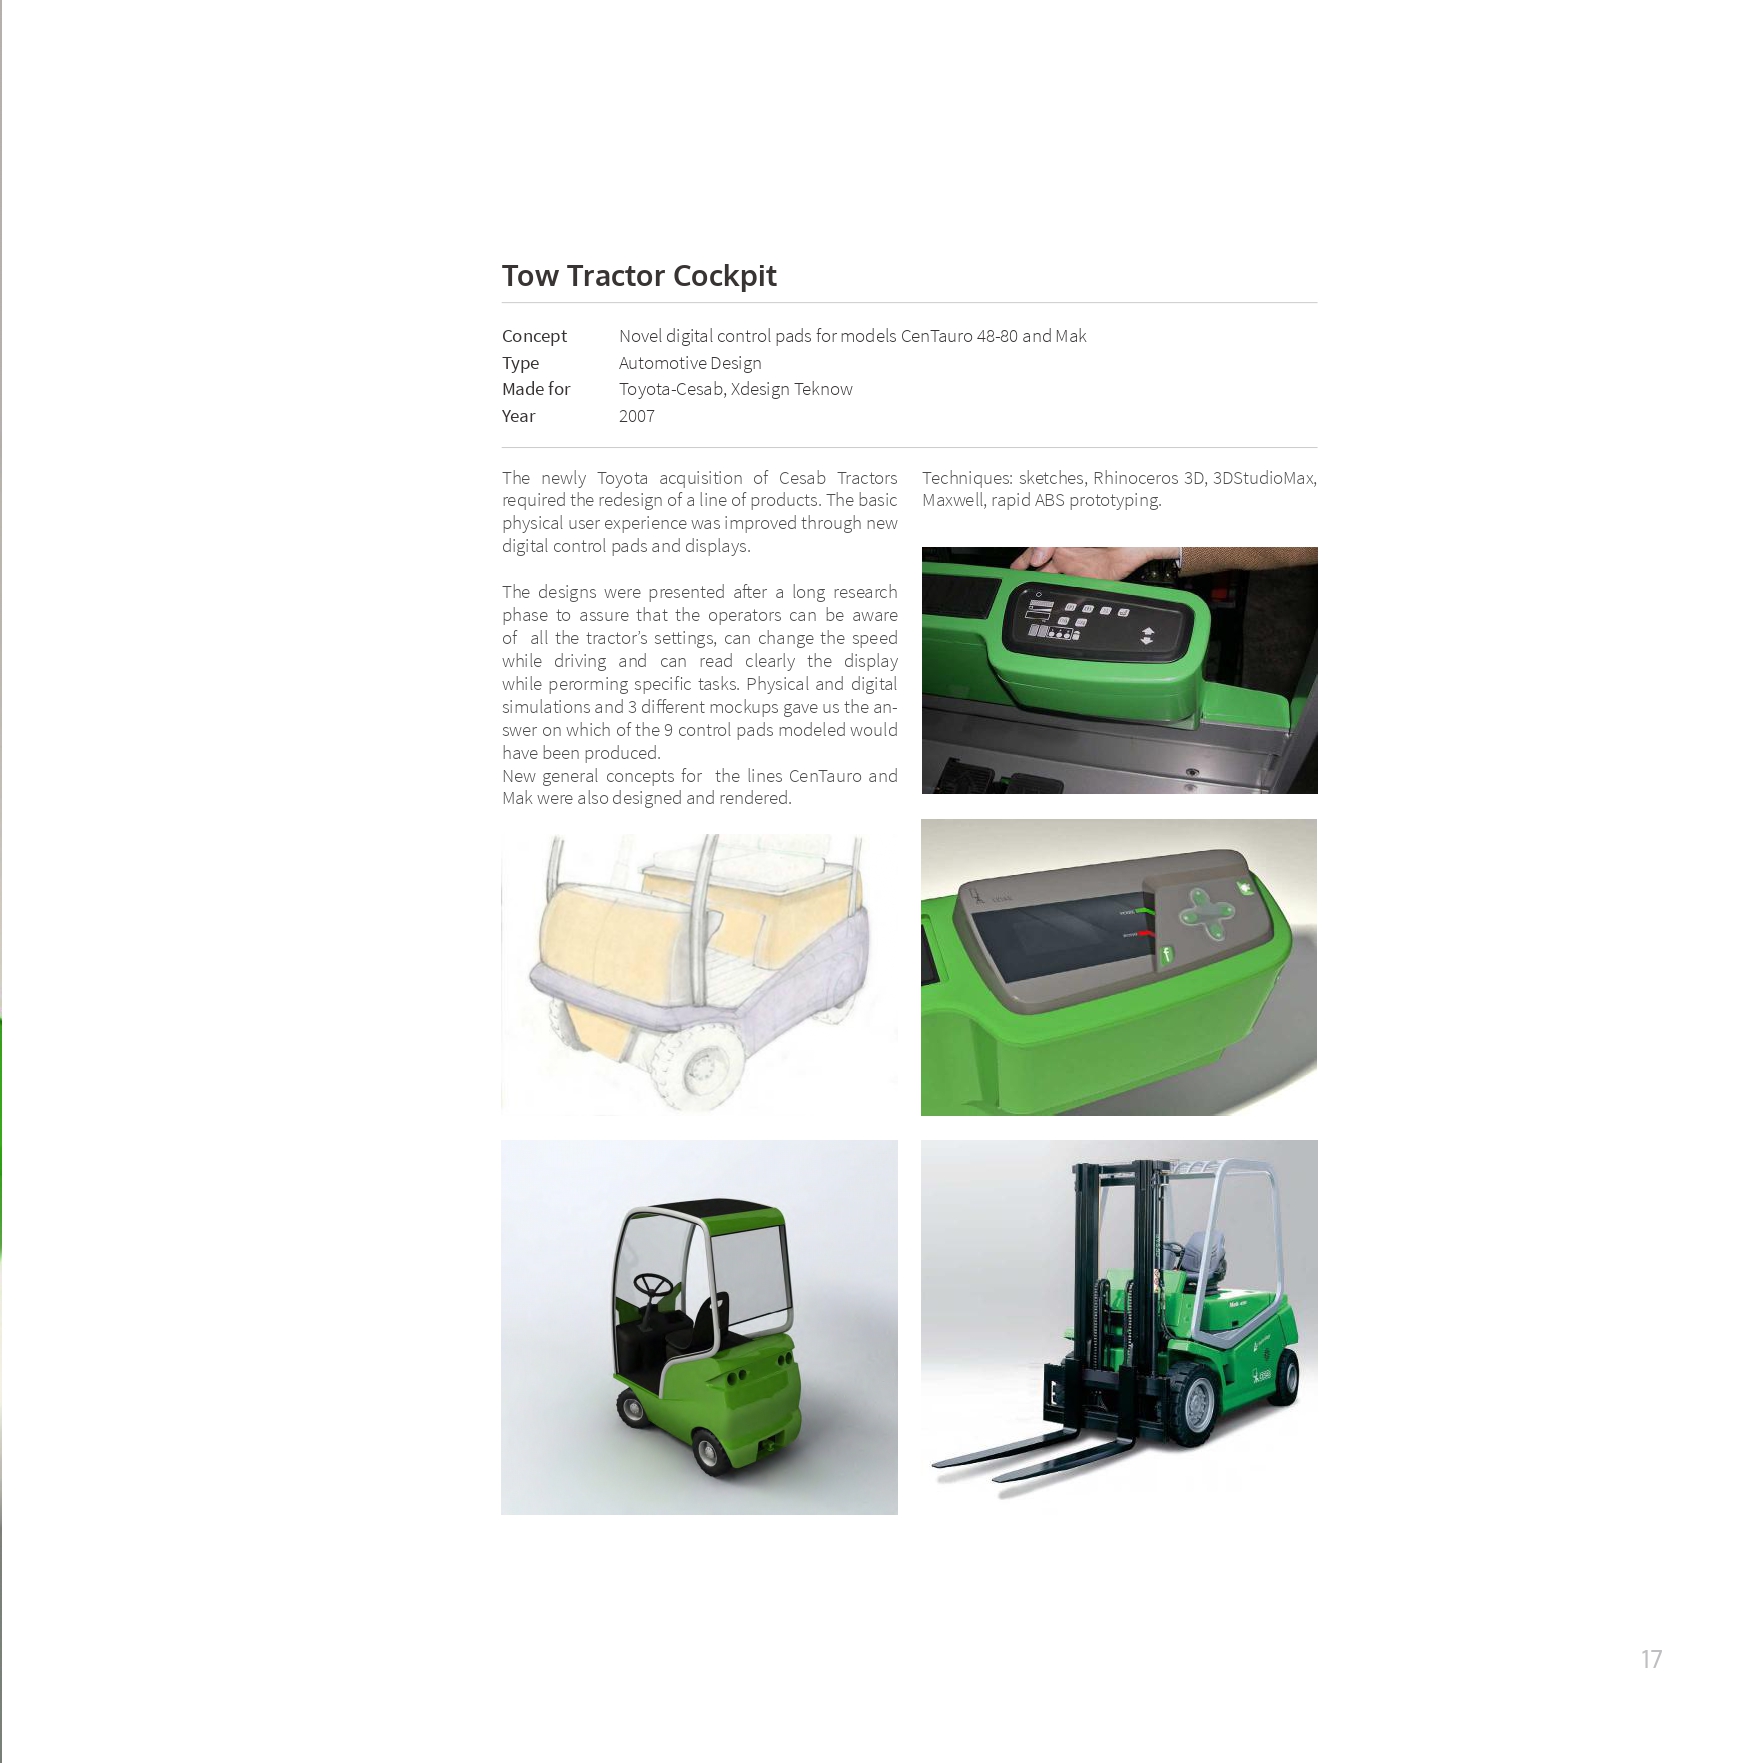 Tow Tractor Cockpit
Concept Novel digital control pads for models CenTauro 48-80 and Mak
Type Automotive Design
Made for Toyota-Cesab, Xdesign Teknow
Year 2007
The newly Toyota acquisition of Cesab Tractors
required the redesign of a line of products. The basic
physical user experience was improved through new
digital control pads and displays.
The designs were presented after a long research
phase to assure that the operators can be aware
of all the tractor’s settings, can change the speed
while driving and can read clearly the display
while perorming specific tasks. Physical and digital
simulations and 3 different mockups gave us the an-
swer on which of the 9 control pads modeled would
have been produced.
New general concepts for the lines CenTauro and
Mak were also designed and rendered.
Techniques: sketches, Rhinoceros 3D, 3DStudioMax,
Maxwell, rapid ABS prototyping.
17